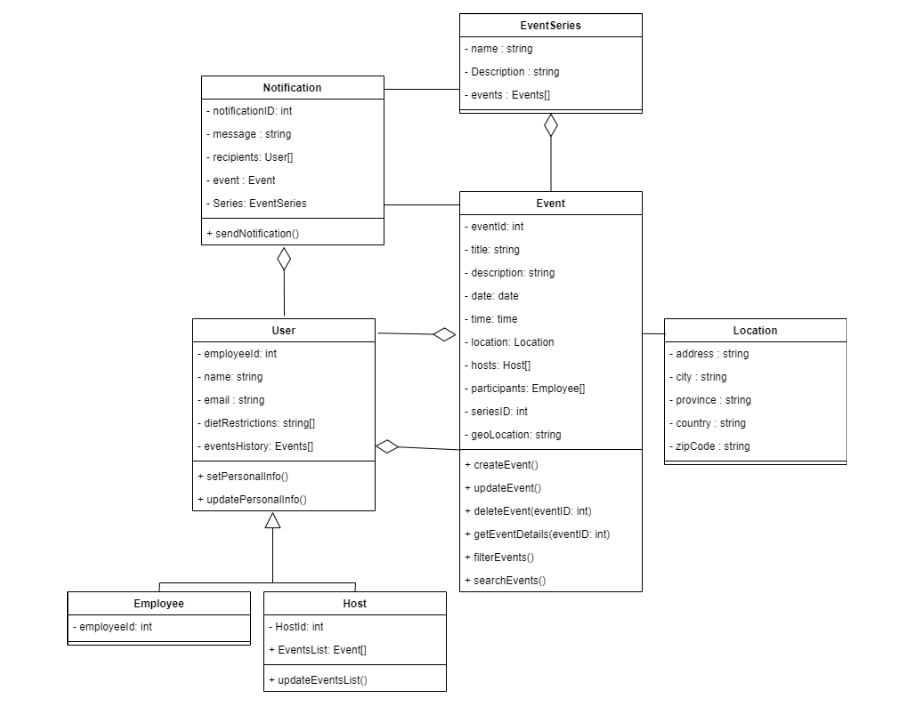 EventSeries
- name : string
- Description : string
- events : Events[]
Notification
- notificationID: int
- message : string
- recipients: User[]
- event : Event
- Series: EventSeries
+ sendNotification()
Event
- eventId: int
- title: string
- description: string
- date: date
- time: time
- location: Location
- hosts: Host[]
- participants: Employee[]
- seriesID: int
- geoLocation: string
+ createEvent()
+ updateEvent()
+ deleteEvent(eventID: int)
+ getEventDetails(eventID: int)
+ filterEvents()
+ searchEvents()
User
- employeeId: int
- name: string
- email : string
- dietRestrictions: string[]
- eventsHistory: Events[]
+ setPersonalInfo()
+ updatePersonalInfo()
Location
- address : string
- city : string
- province : string
- country : string
- zipCode : string
Employee
- employeeId: int
Host
- HostId: int
+ EventsList: Event[]
+ updateEventsList()